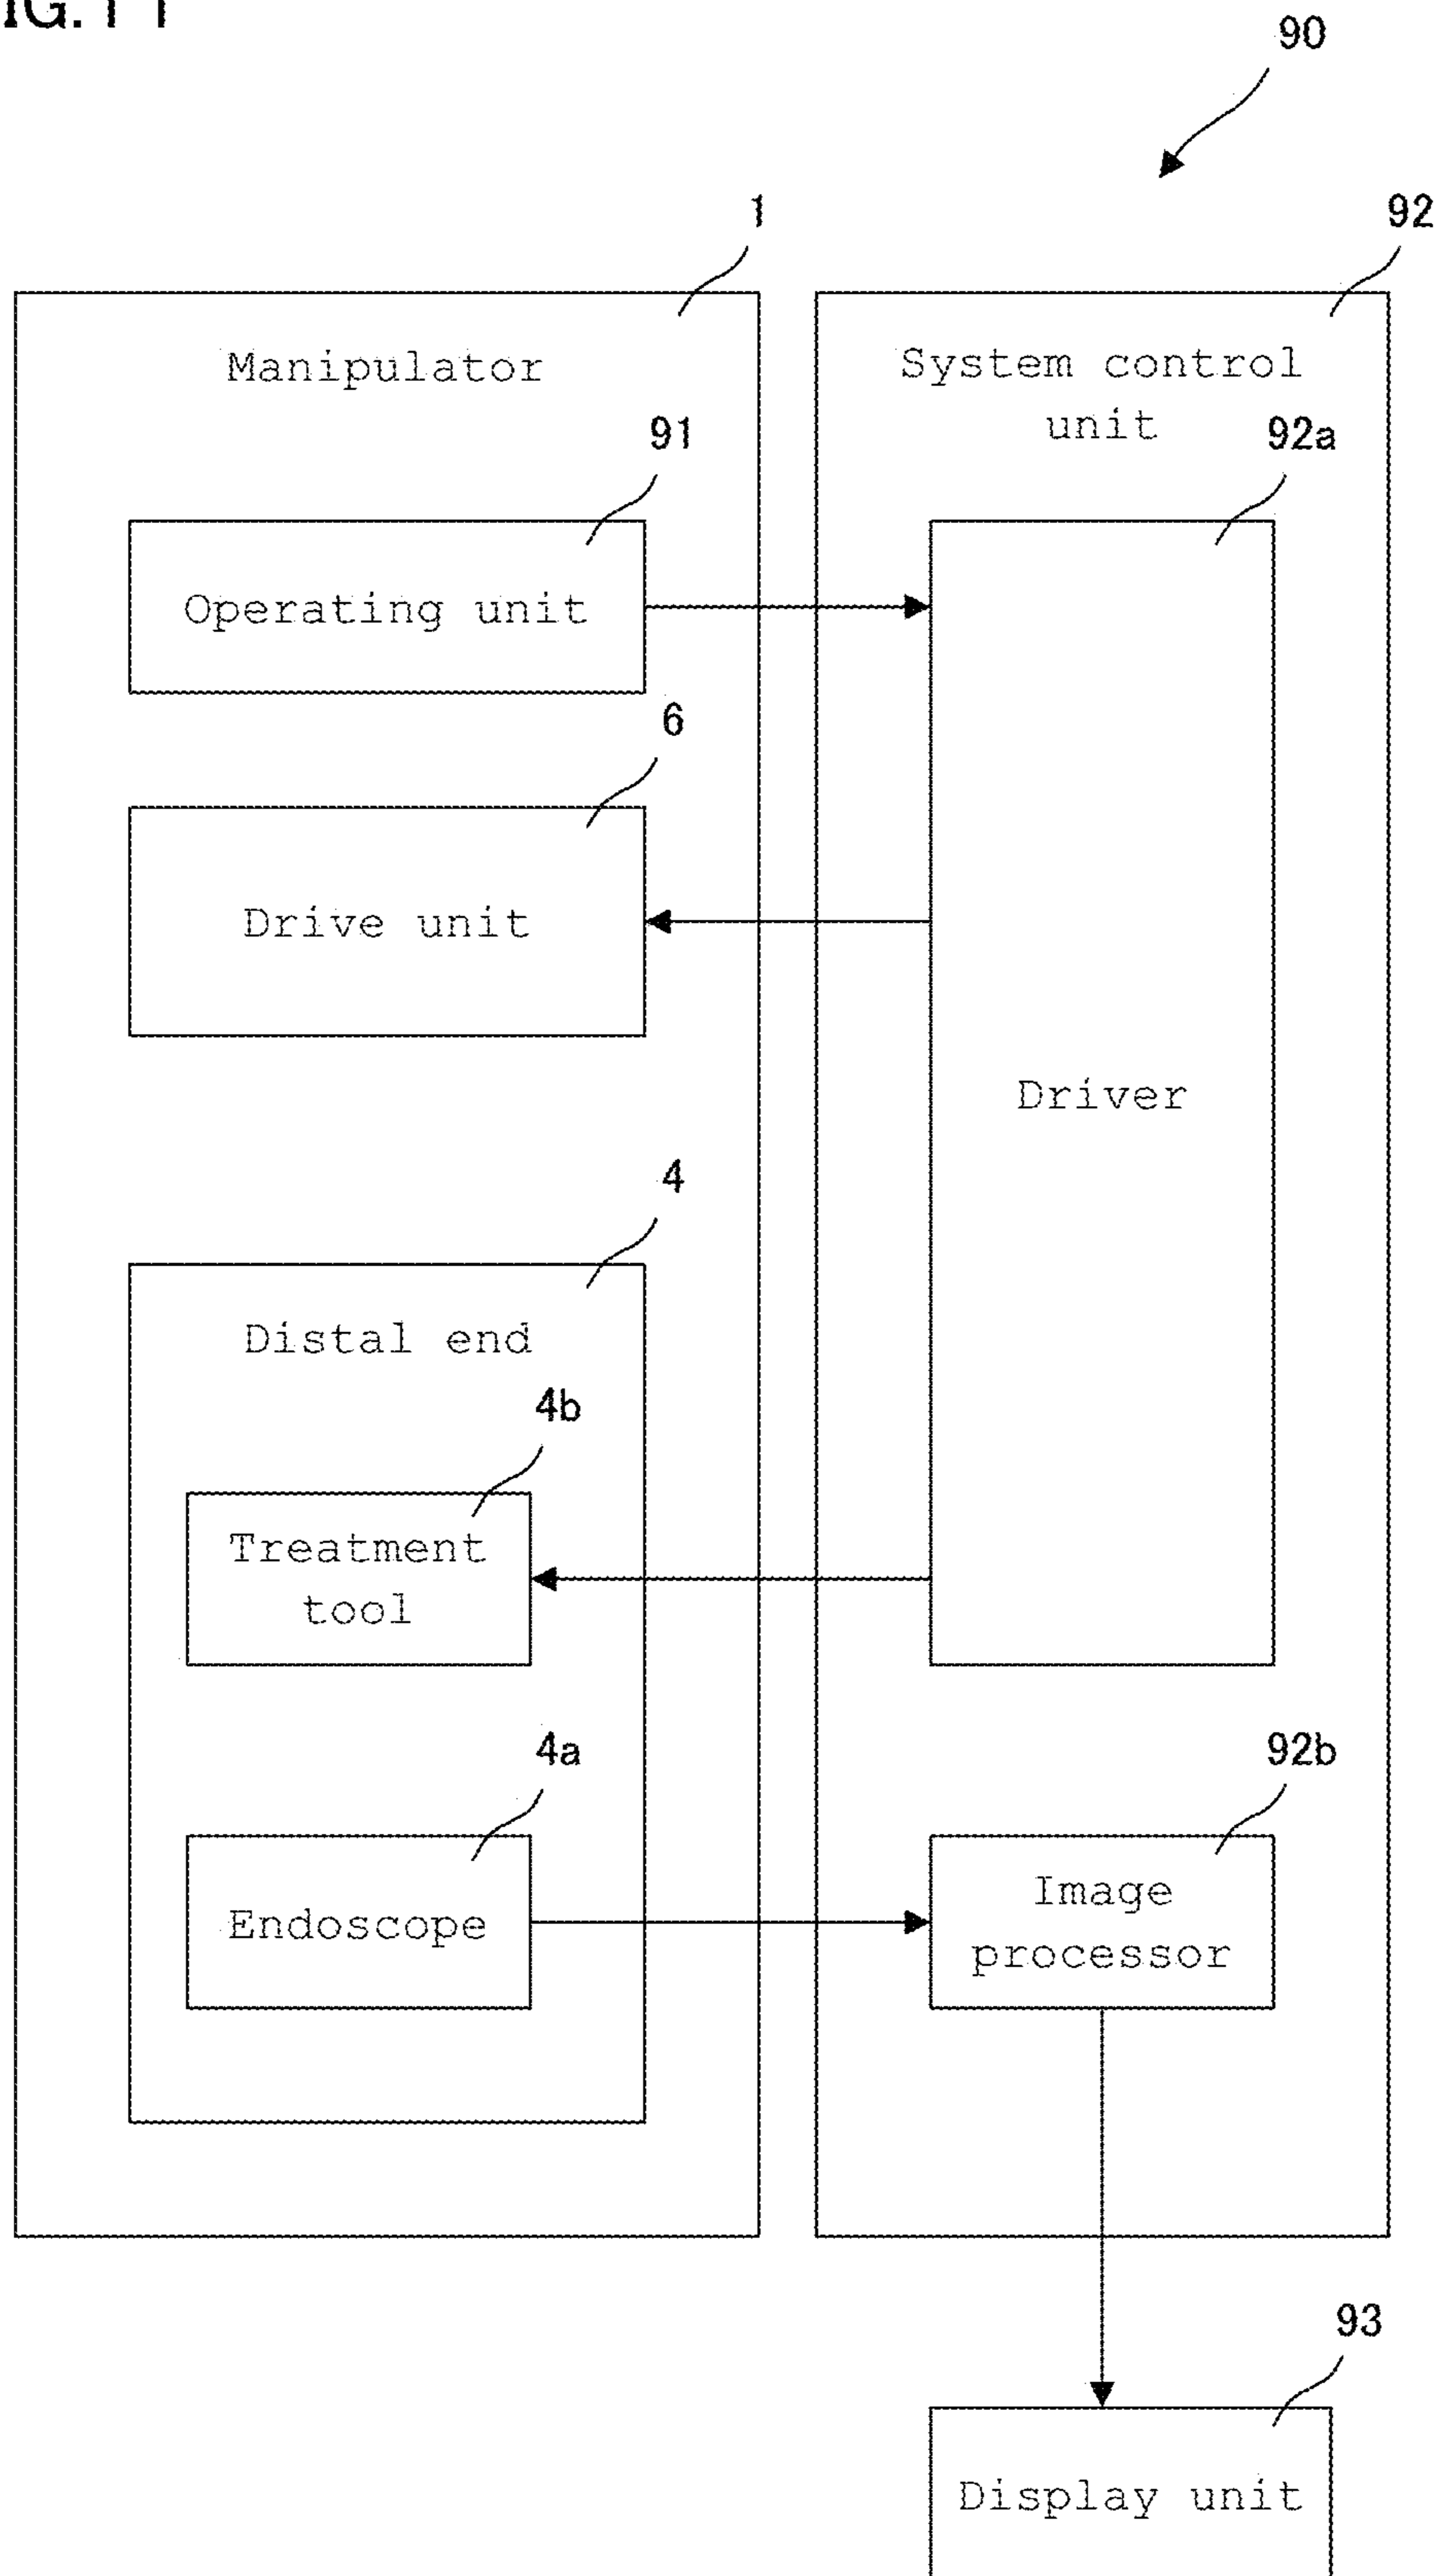 IG. 11
90
1
92
Manipulator
System control
unit
91
92a
Operating unit
6
Drive unit
Driver
4
Distal end
4b
Treatment
tool
4a
92b
Endoscope
Image
processor
93
Display unit